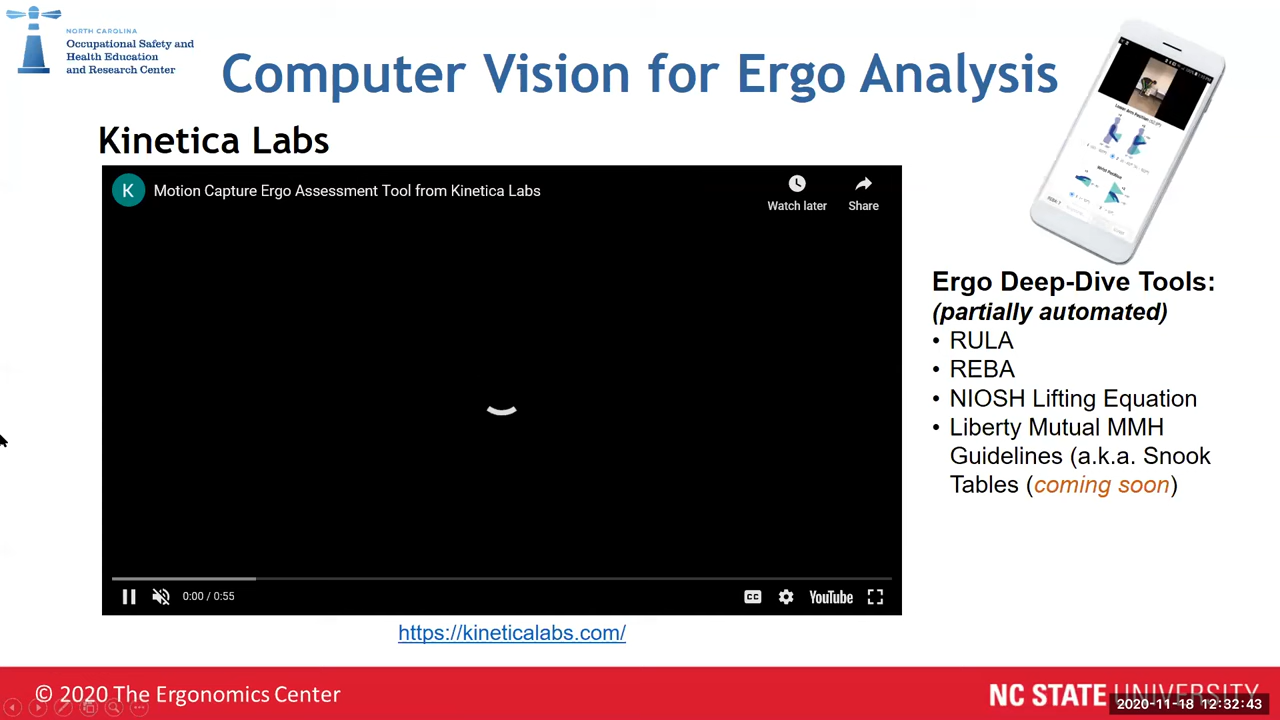 NORTH CAROLINA
Occupational Safety and
Health Education
and Research Center
Computer Vision for Ergo Analysis
Kinetica Labs
K
Motion Capture Ergo Assessment Tool from Kinetica Labs
Watch later
Share
0:00 / 0:55
CC
YouTube
https://kineticalabs.com/
Ergo Deep-Dive Tools:
(partially automated)
• RULA
• REBA
• NIOSH Lifting Equation
• Liberty Mutual MMH
Guidelines (a.k.a. Snook
Tables (coming soon)
© 2020 The Ergonomics Center
NC STATE UNIVERSITY
2020-11-18 12:32:43